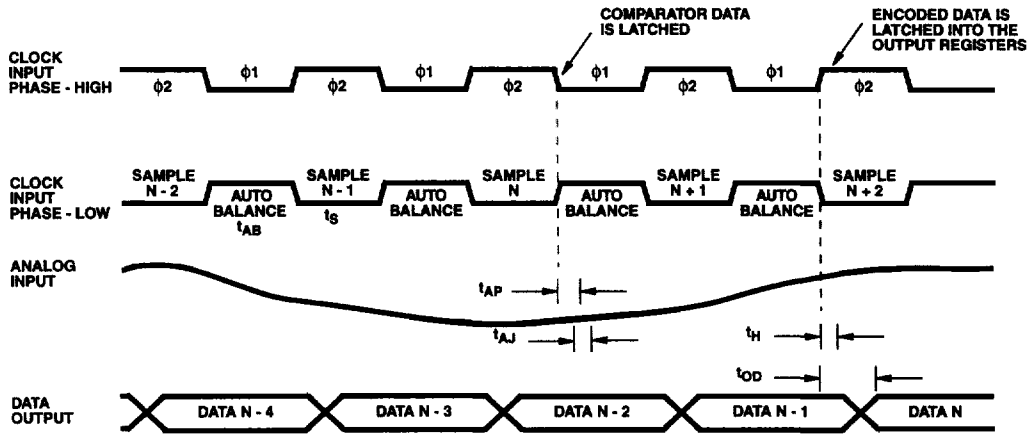 COMPARATOR DATA
IS LATCHED
ENCODED DATA IS
LATCHED INTO THE
OUTPUT REGISTERS
CLOCK
INPUT
PHASE - HIGH
ϕ2 ϕ1 ϕ2 ϕ1 ϕ2 ϕ1 ϕ2 ϕ1 ϕ2
CLOCK
INPUT
PHASE - LOW
SAMPLE
N - 2
AUTO
BALANCE
tAB
SAMPLE
N - 1
tS
AUTO
BALANCE
SAMPLE
N
AUTO
BALANCE
SAMPLE
N + 1
AUTO
BALANCE
SAMPLE
N + 2
ANALOG
INPUT
tAP
tAJ
tH
tOD
DATA
OUTPUT
DATA N - 4 DATA N - 3 DATA N - 2 DATA N - 1 DATA N